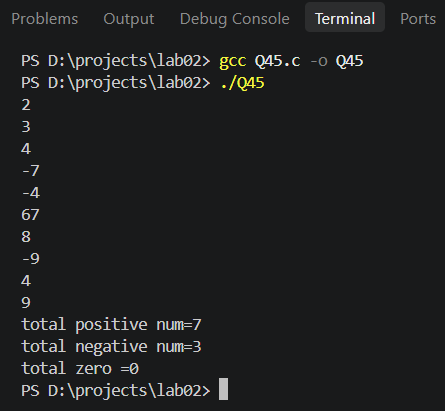 Problems Output Debug Console Terminal Ports
PS D:\projects\lab02> gcc Q45.c -o Q45
PS D:\projects\lab02> ./Q45
2
3
4
-7
-4
67
8
-9
4
9
total positive num=7
total negative num=3
total zero =0
PS D:\projects\lab02>